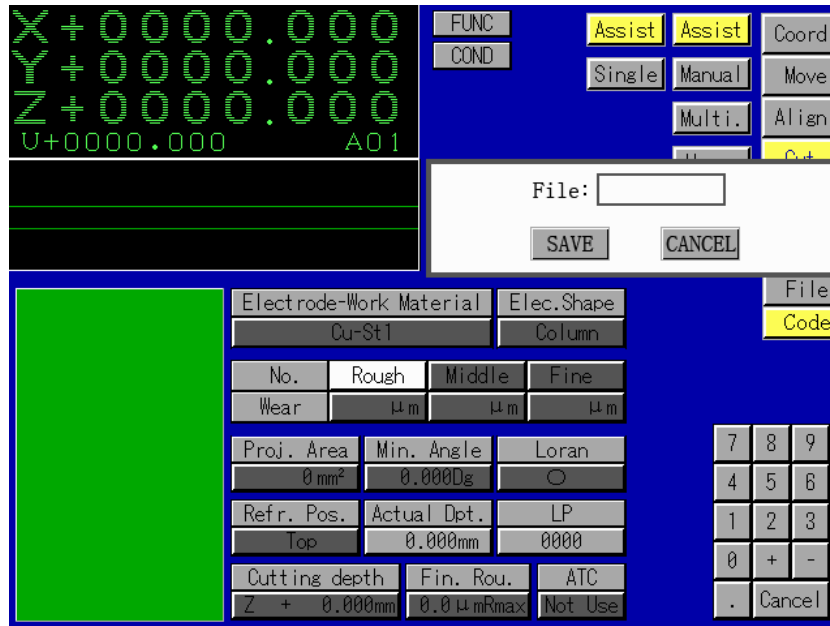 X+0000.000
Y+0000.000
Z+0000.000
U+0000.000 A01
FUNC
COND
Assist Assist Coord
Single Manual Move
Multi. Align
File:
SAVE CANCEL
File
Code
Electrode-Work Material Elec.Shape
Cu-St1 Column
No. Rough Middle Fine
Wear μm μm μm
Proj. Area Min. Angle Loran
0mm² 0.000Dg ○
Refr. Pos. Actual Dpt. LP
Top 0.000mm 0000
Cutting depth Fin. Rou. ATC
Z + 0.000mm 0.0μmRmax Not Use
7 8 9
4 5 6
1 2 3
0 + -
. Cancel